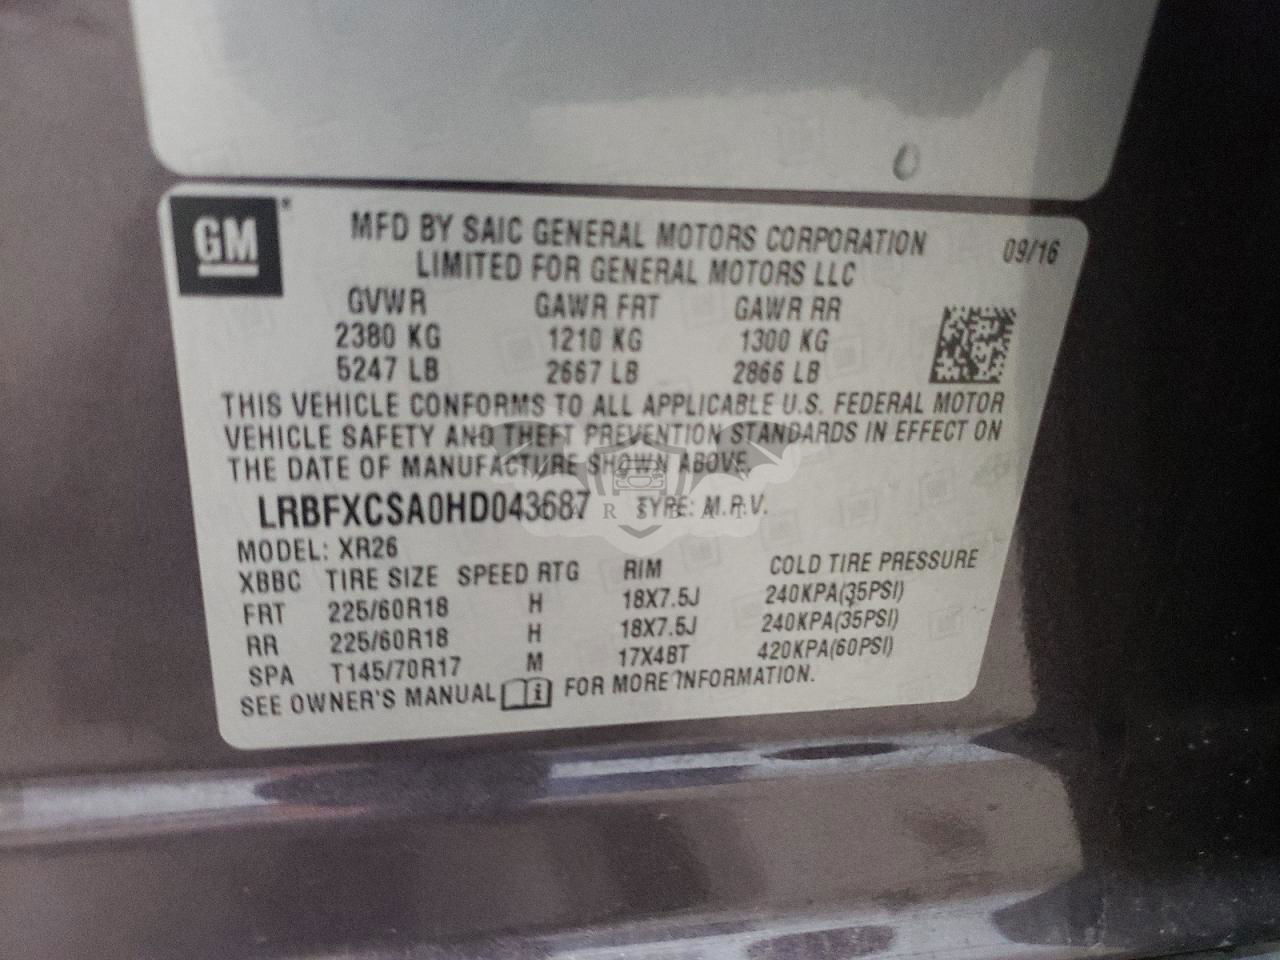 GM
MFD BY SAIC GENERAL MOTORS CORPORATION 09/16
LIMITED FOR GENERAL MOTORS LLC
GVWR GAWR FRT GAWR RR
2380 KG 1210 KG 1300 KG
5247 LB 2667 LB 2866 LB
THIS VEHICLE CONFORMS TO ALL APPLICABLE U.S. FEDERAL MOTOR
VEHICLE SAFETY AND THEFT PREVENTION STANDARDS IN EFFECT ON
THE DATE OF MANUFACTURE SHOWN ABOVE.
LRBFXCSA0HD043687 TYPE: M.P.V.
MODEL: XR26
XBBC TIRE SIZE SPEED RTG RIM COLD TIRE PRESSURE
FRT 225/60R18 H 18X7.5J 240KPA(35PSI)
RR 225/60R18 H 18X7.5J 240KPA(35PSI)
SPA T145/70R17 M 17X4BT 420KPA(60PSI)
SEE OWNER'S MANUAL FOR MORE INFORMATION.